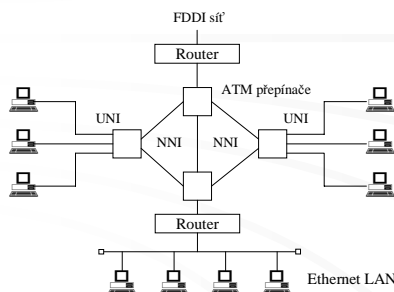 FDDI síť
Router
ATM přepínače
UNI
UNI
NNI
NNI
Router
Ethernet LAN